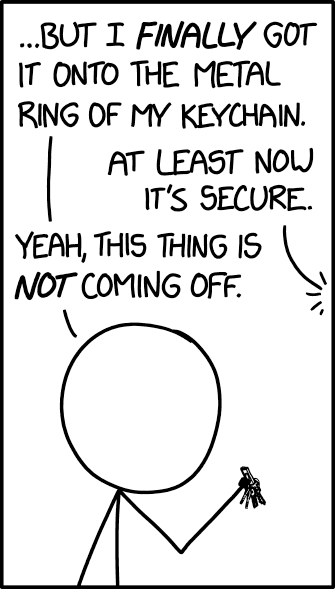 ...BUT I FINALLY GOT
IT ONTO THE METAL
RING OF MY KEYCHAIN.
AT LEAST NOW
IT'S SECURE.
YEAH, THIS THING IS
NOT COMING OFF.